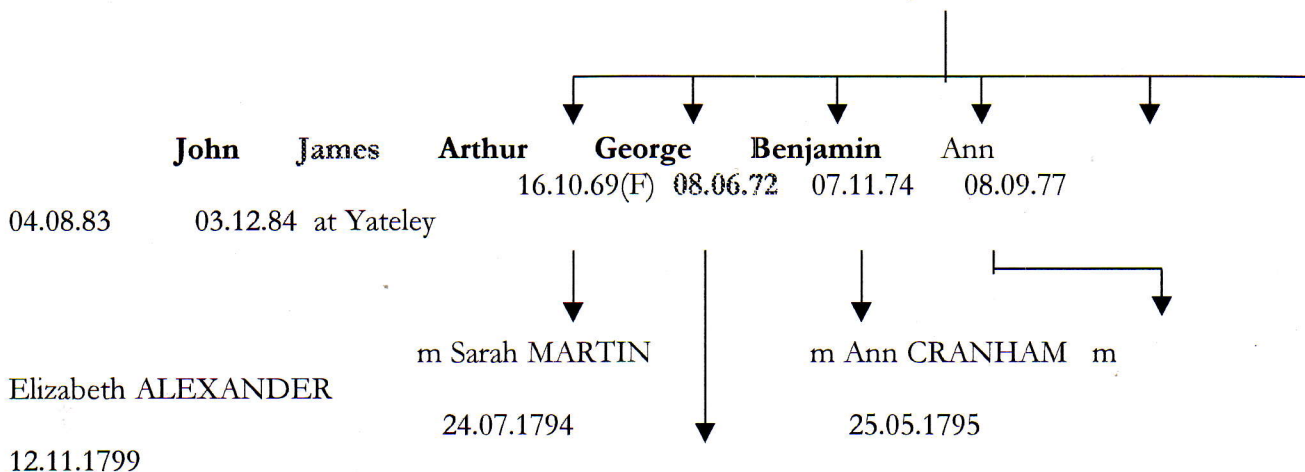 John James Arthur George Benjamin Ann
16.10.69(F) 08.06.72 07.11.74 08.09.77
04.08.83 03.12.84 at Yateley
m Sarah MARTIN m Ann CRANHAM m
Elizabeth ALEXANDER
24.07.1794 25.05.1795
12.11.1799